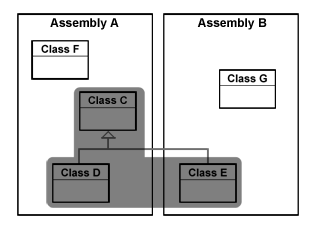 Assembly A
Assembly B
Class F
Class G
Class C
Class D
Class E